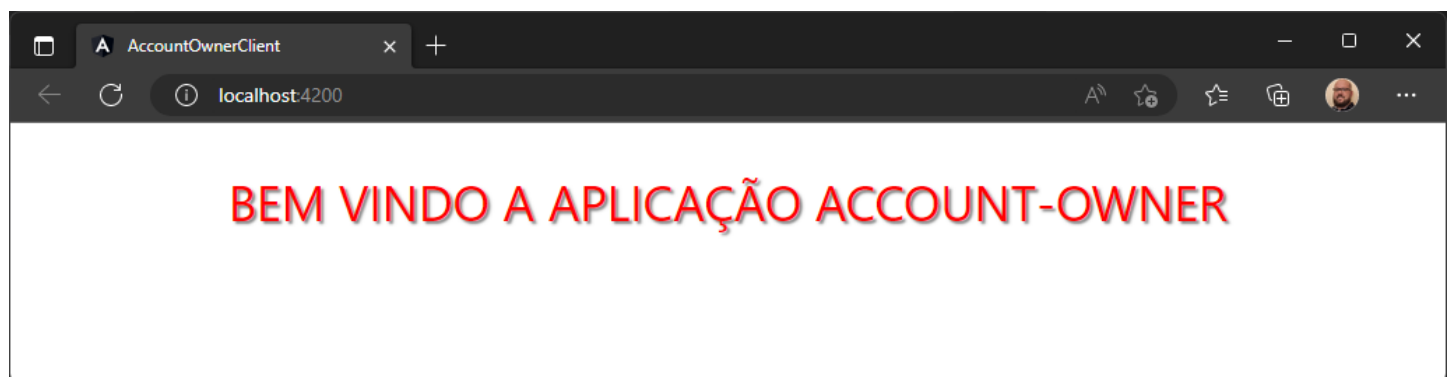 AccountOwnerClient
localhost:4200
BEM VINDO A APLICAÇÃO ACCOUNT-OWNER